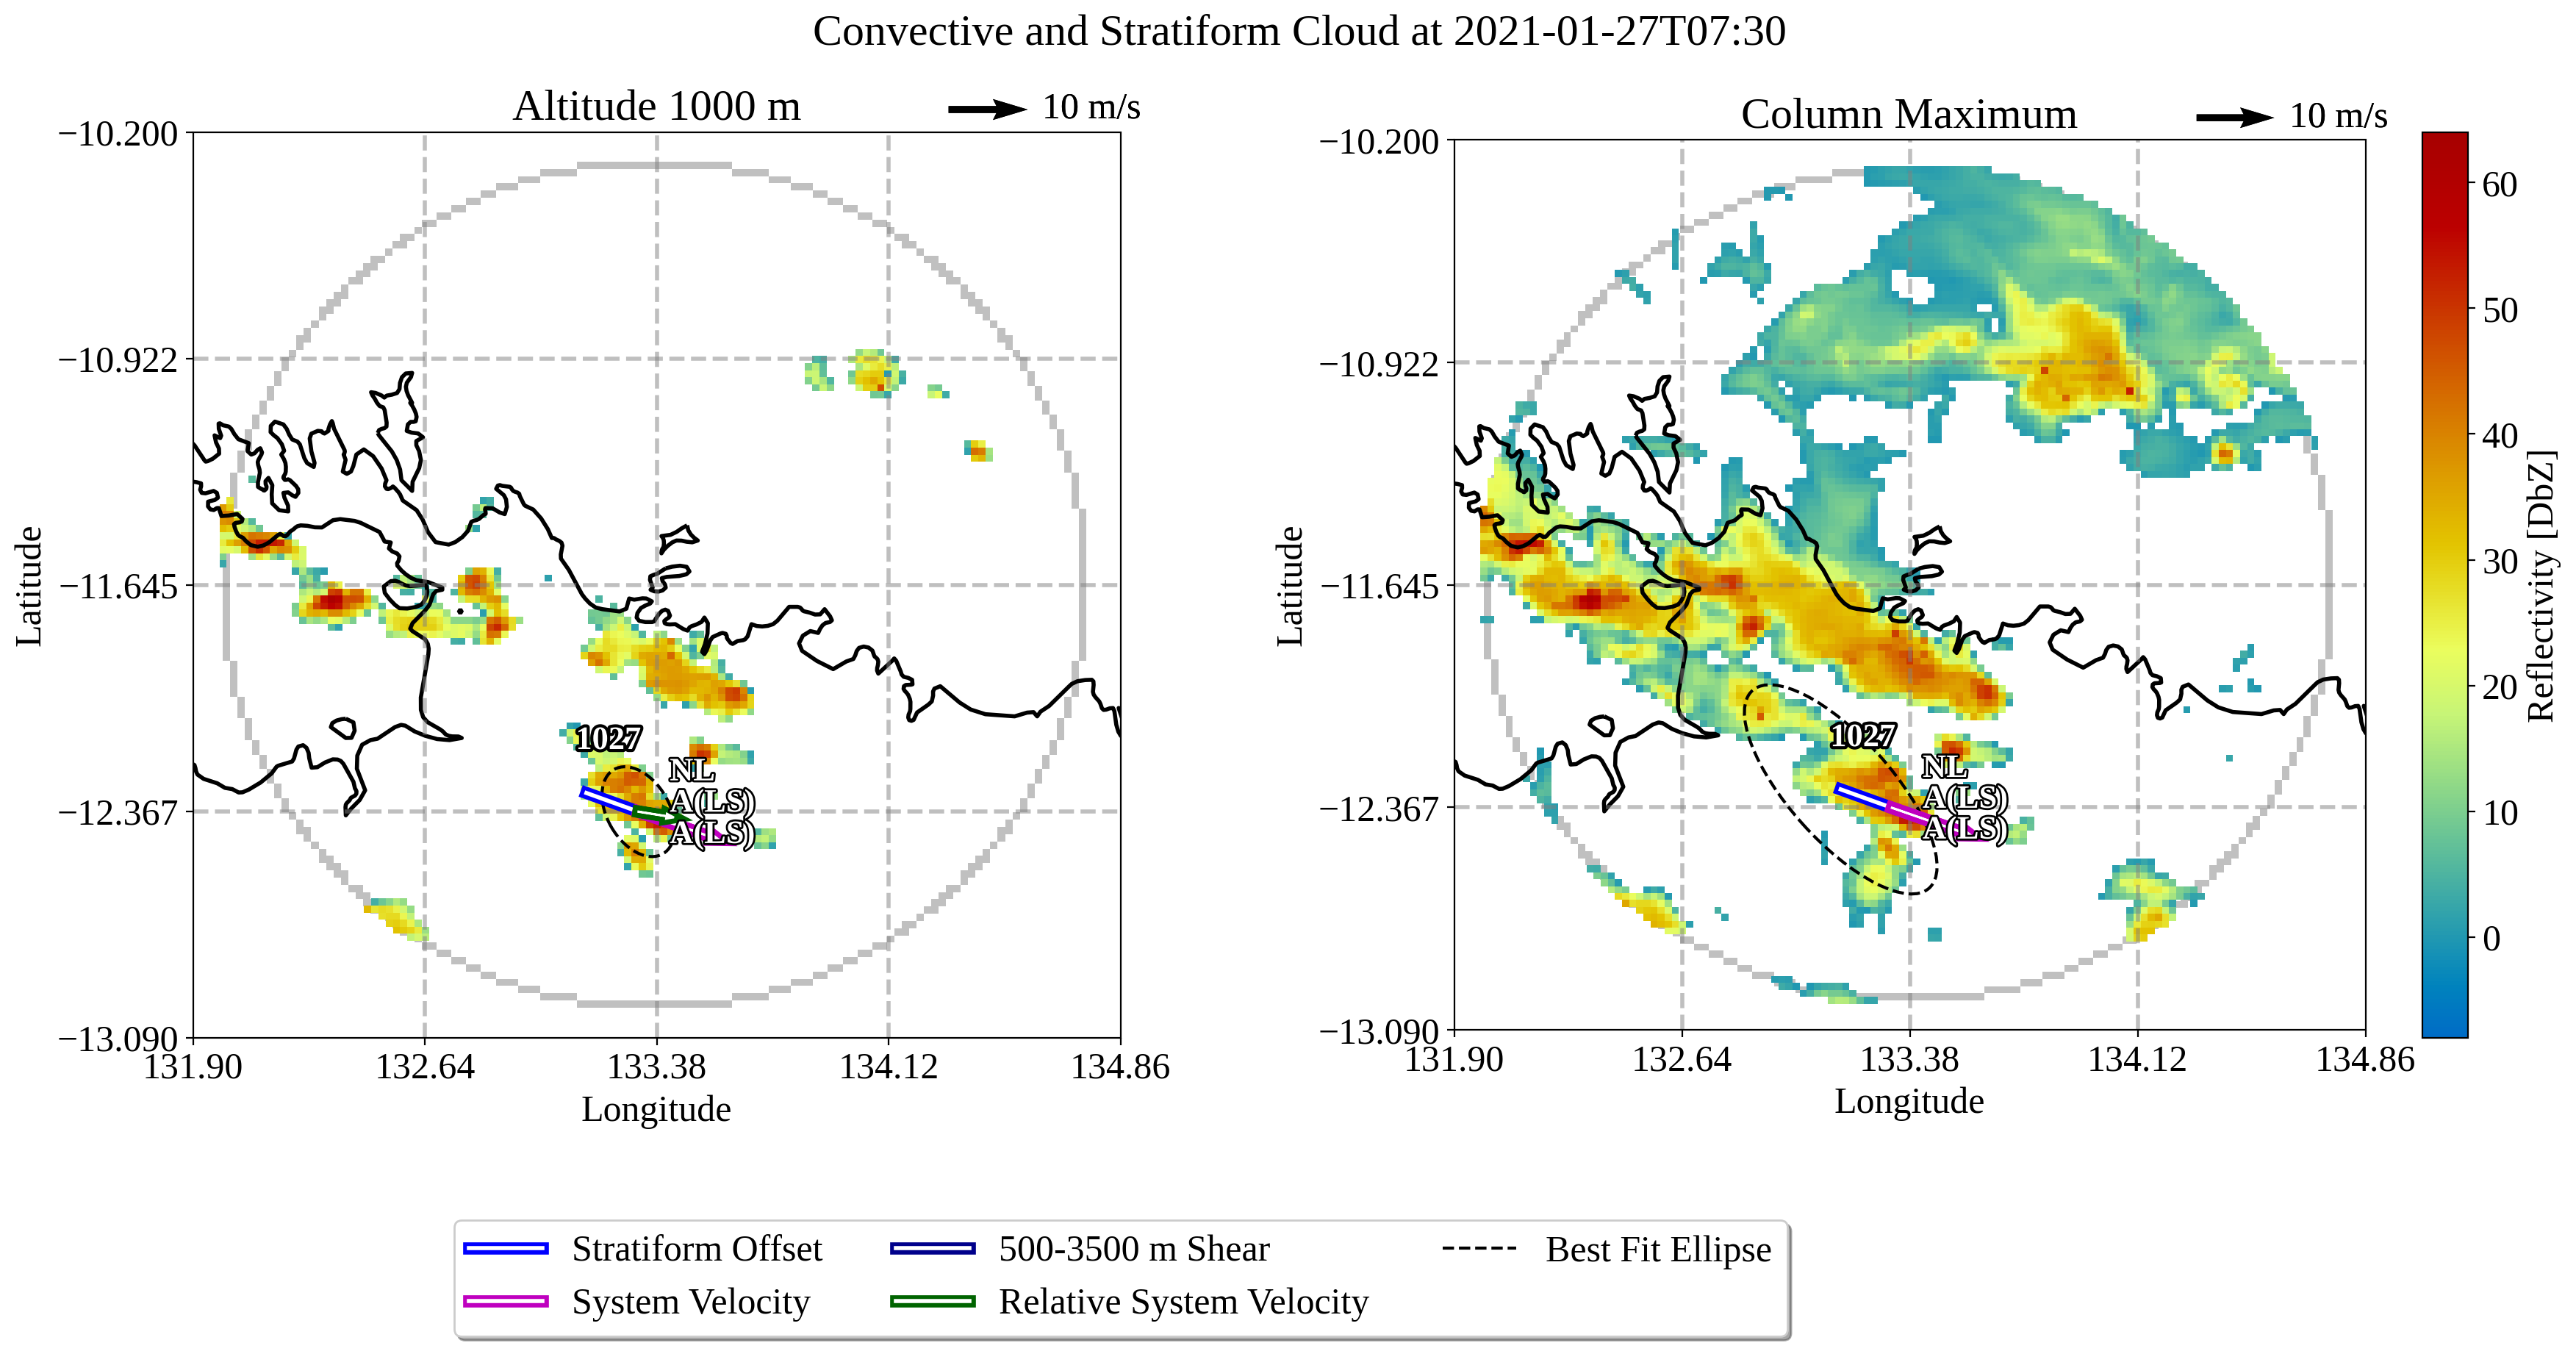 Convective and Stratiform Cloud at 2021-01-27T07:30
Altitude 1000 m
10 m/s
−10.200
−10.922
−11.645
−12.367
−13.090
Latitude
1027
NL
A(LS)
A(LS)
131.90
132.64
133.38
134.12
134.86
Longitude
Column Maximum
10 m/s
−10.200
−10.922
−11.645
−12.367
−13.090
Latitude
1027
NL
A(LS)
A(LS)
131.90
132.64
133.38
134.12
134.86
Longitude
60
50
40
30
20
10
0
Reflectivity [DbZ]
Stratiform Offset
System Velocity
500-3500 m Shear
Relative System Velocity
Best Fit Ellipse